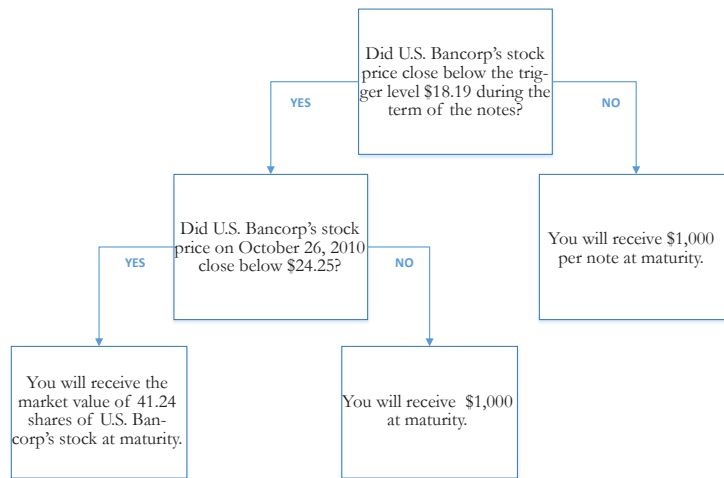 Did U.S. Bancorp's stock
price close below the trig-
ger level $18.19 during the
term of the notes?
YES
NO
Did U.S. Bancorp's stock
price on October 26, 2010
close below $24.25?
You will receive $1,000
per note at maturity.
YES
NO
You will receive the
market value of 41.24
shares of U.S. Ban-
corp's stock at maturity.
You will receive $1,000
at maturity.